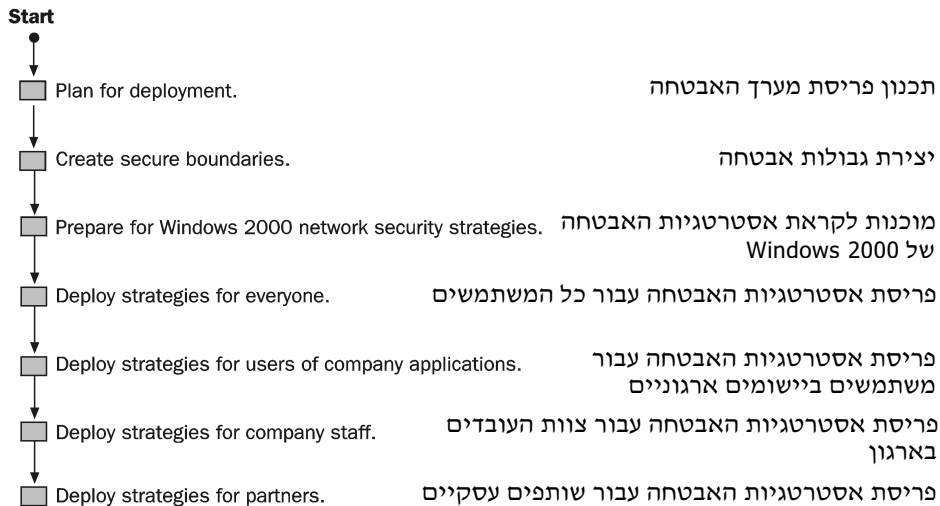 Start
Plan for deployment.
תכנון פריסת מערך האבטחה
Create secure boundaries.
יצירת גבולות אבטחה
Prepare for Windows 2000 network security strategies.
מוכנות לקראת אסטרטגיות האבטחה
של Windows 2000
Deploy strategies for everyone.
פריסת אסטרטגיות האבטחה עבור כל המשתמשים
Deploy strategies for users of company applications.
פריסת אסטרטגיות האבטחה עבור
משתמשים ביישומים ארגוניים
Deploy strategies for company staff.
פריסת אסטרטגיות האבטחה עבור צוות העובדים
בארגון
Deploy strategies for partners.
פריסת אסטרטגיות האבטחה עבור שותפים עסקיים